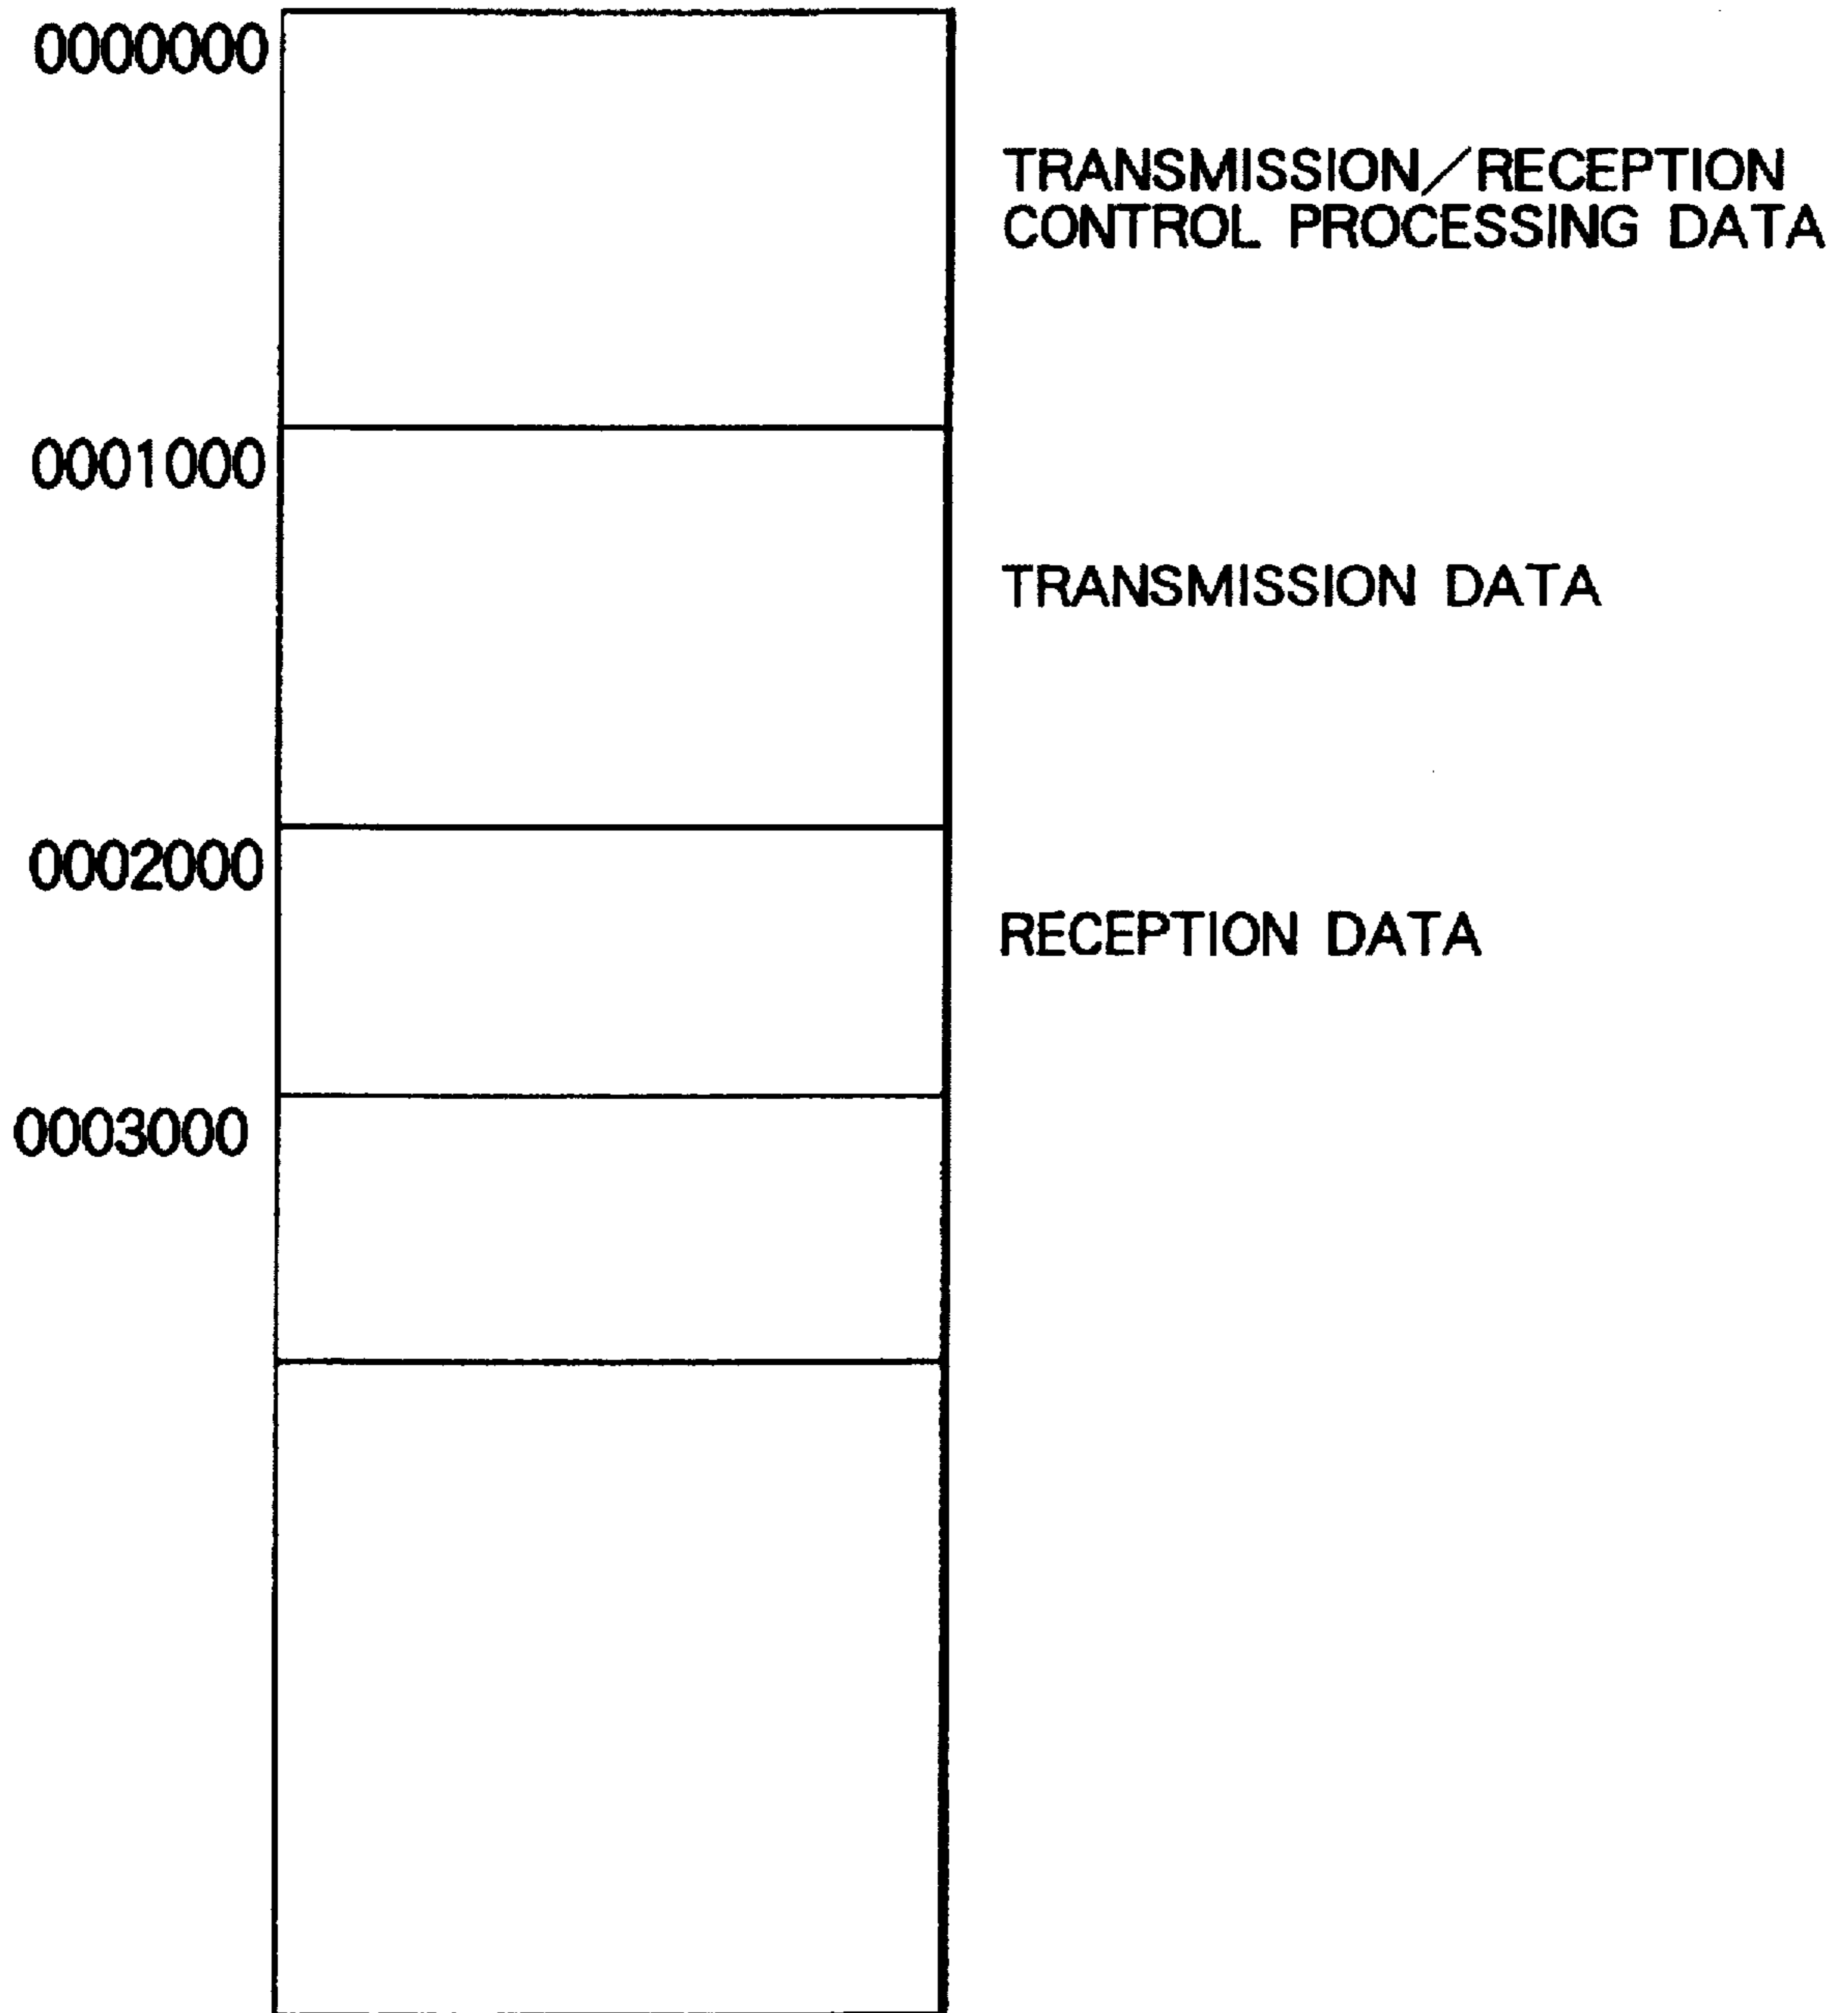 0000000
TRANSMISSION/RECEPTION
CONTROL PROCESSING DATA
0001000
TRANSMISSION DATA
0002000
RECEPTION DATA
0003000